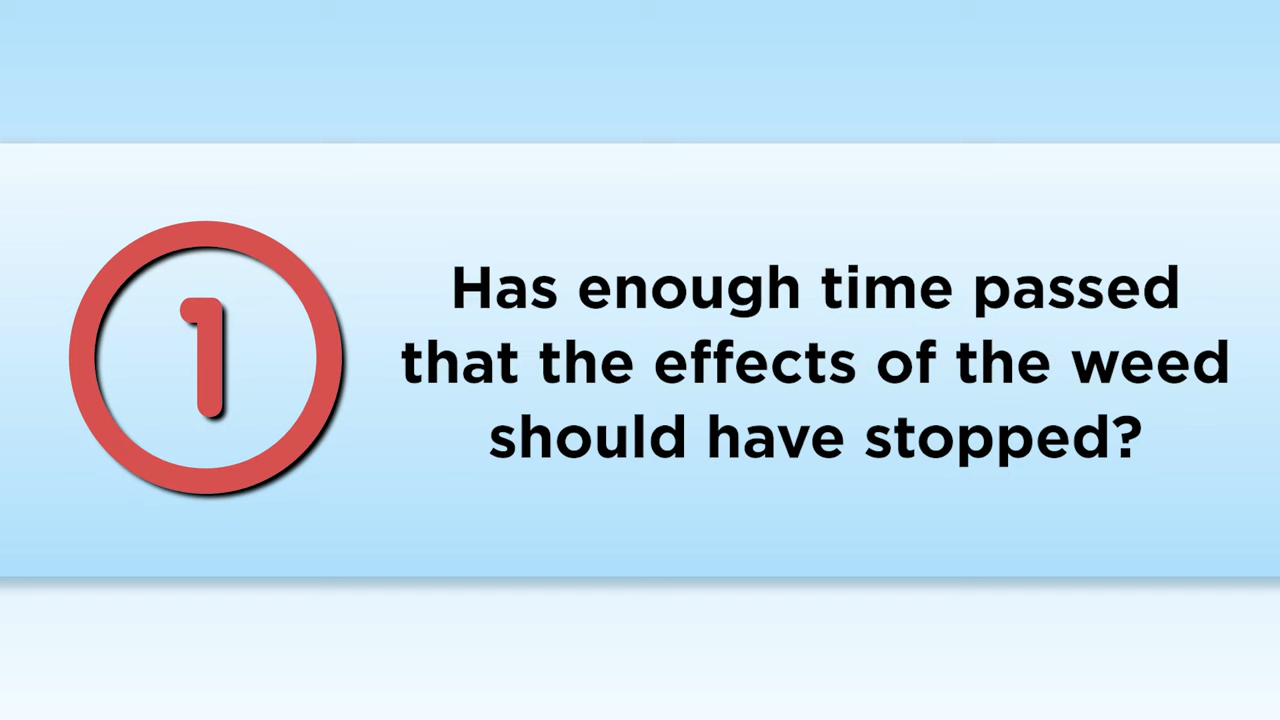 1
Has enough time passed
that the effects of the weed
should have stopped?